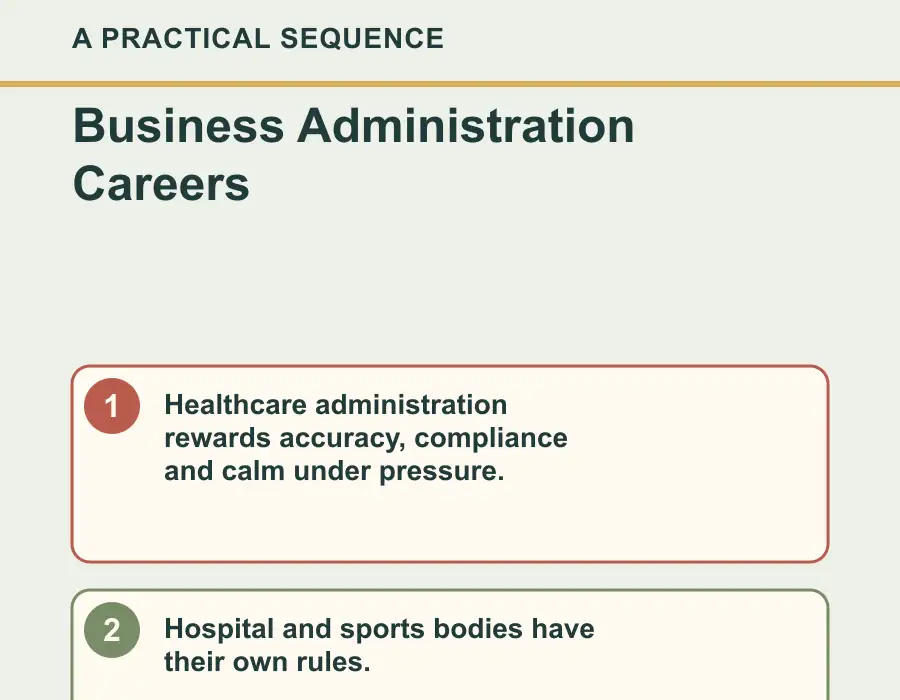 A PRACTICAL SEQUENCE
Business Administration
Careers
1
Healthcare administration
rewards accuracy, compliance
and calm under pressure.
2
Hospital and sports bodies have
their own rules.